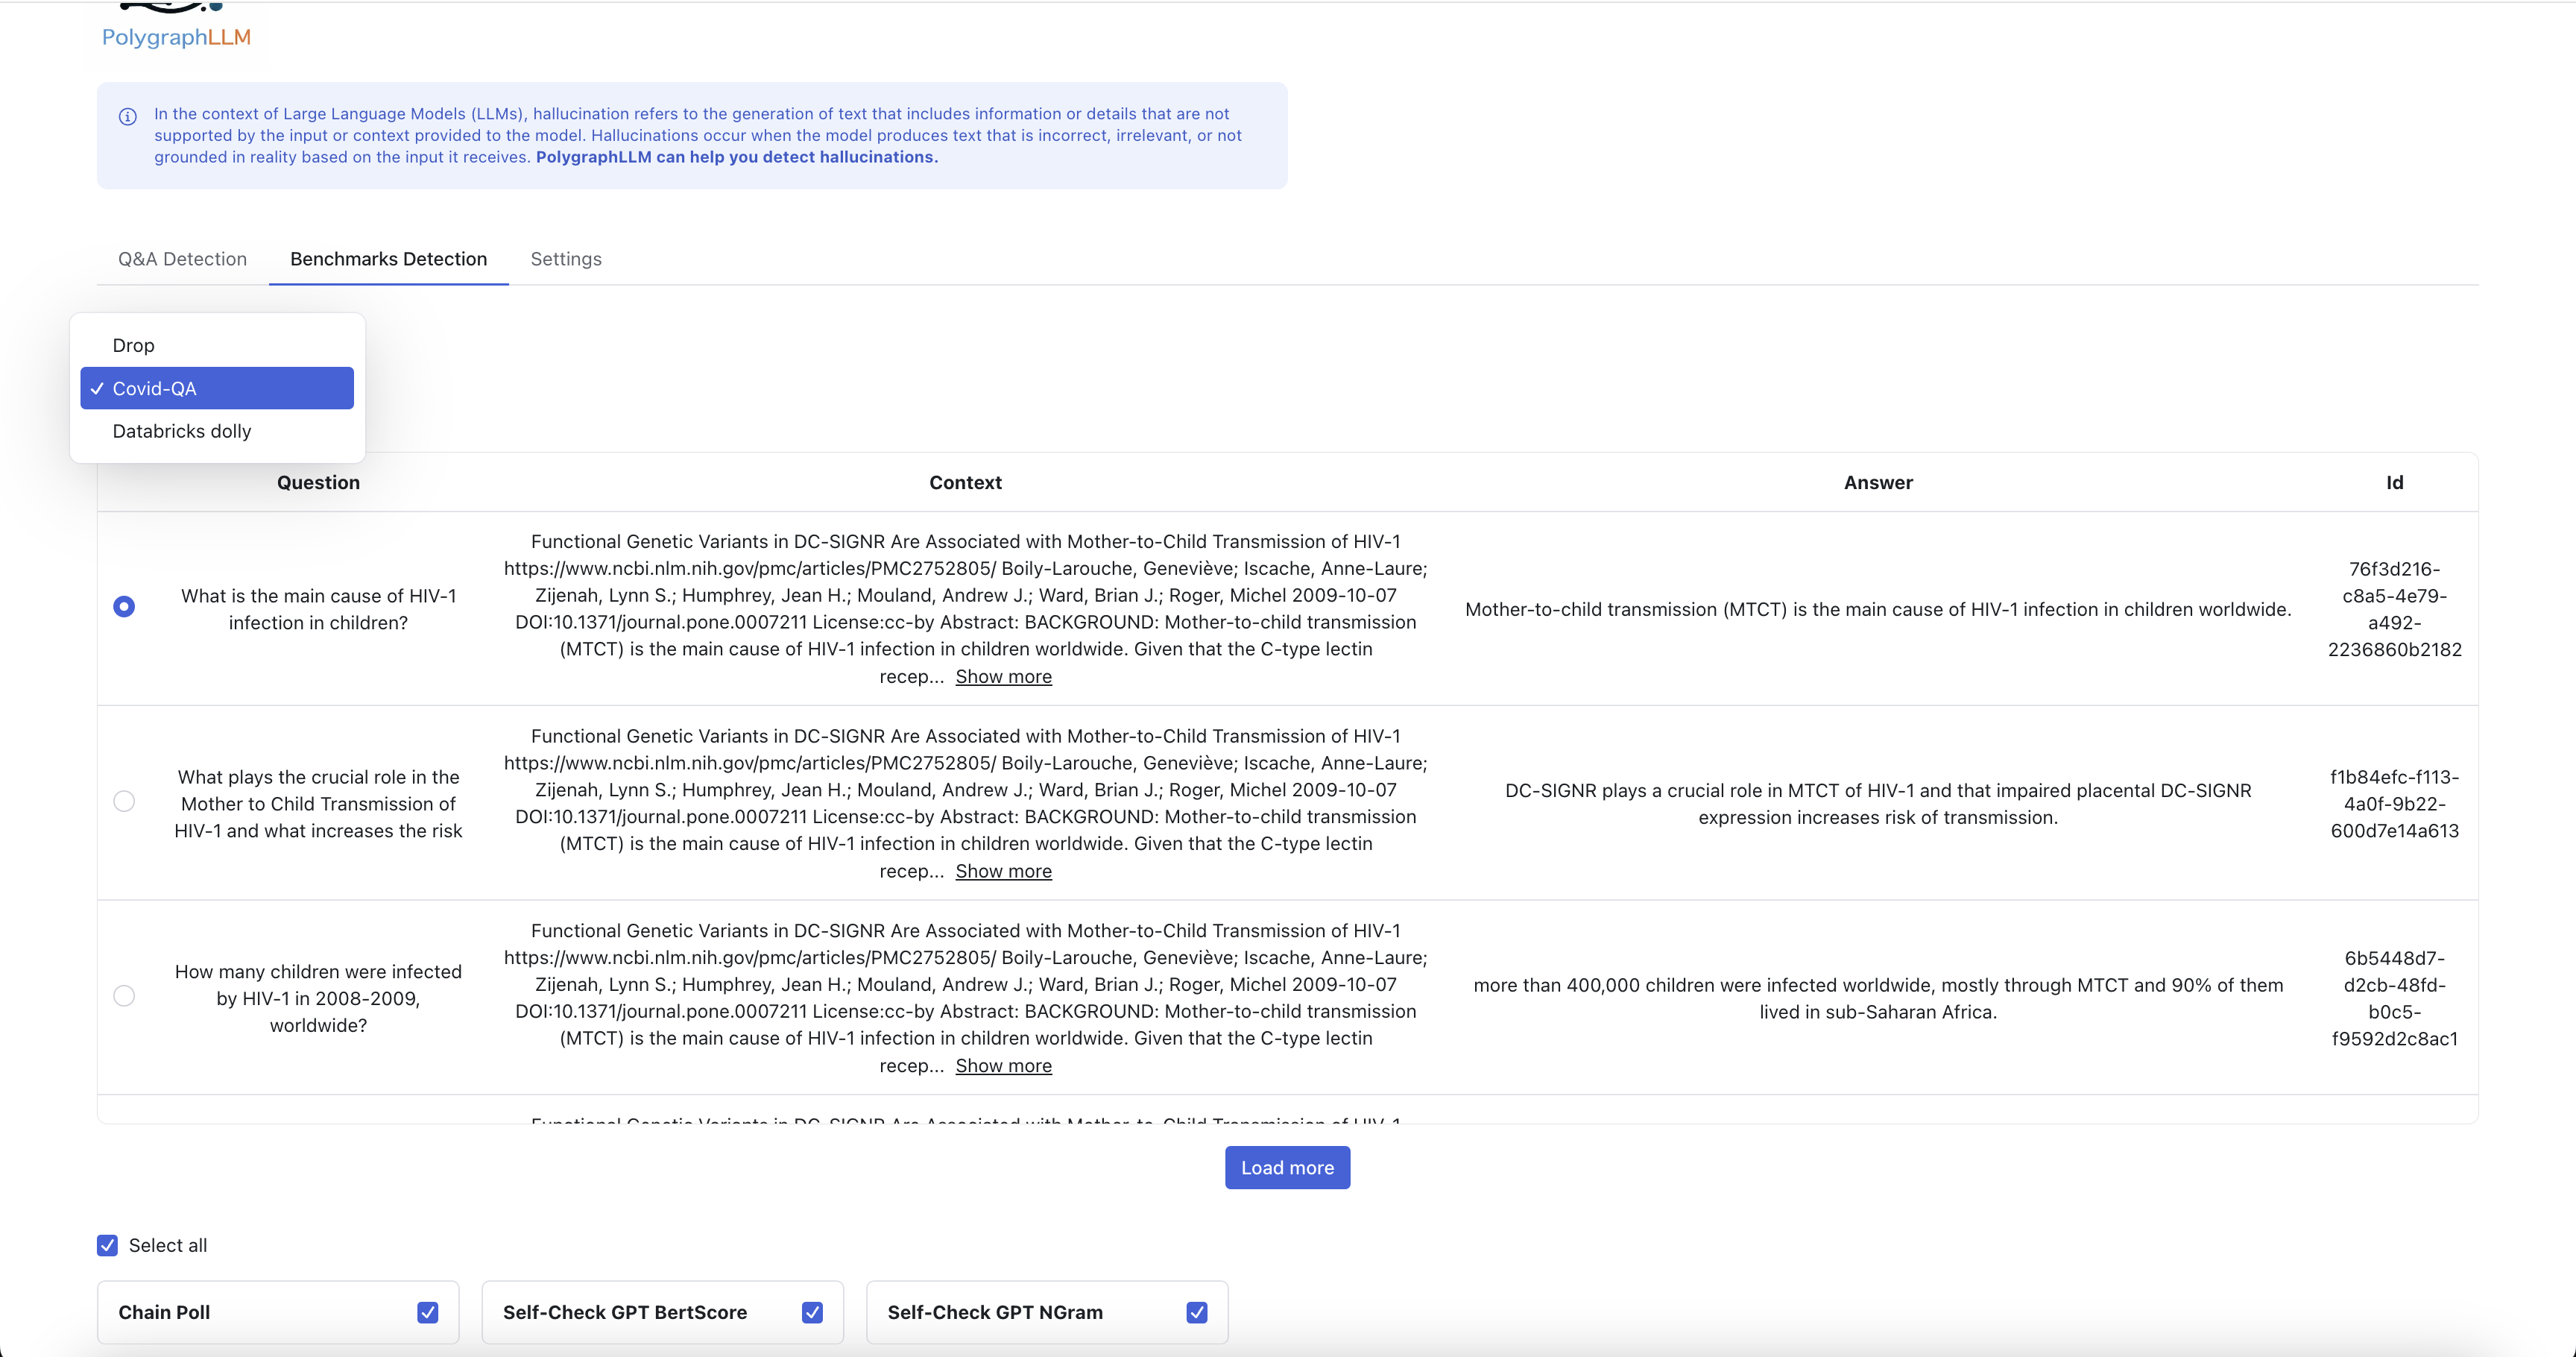 PolygraphLLM
In the context of Large Language Models (LLMs), hallucination refers to the generation of text that includes information or details that are not
supported by the input or context provided to the model. Hallucinations occur when the model produces text that is incorrect, irrelevant, or not
grounded in reality based on the input it receives. PolygraphLLM can help you detect hallucinations.
Q&A Detection Benchmarks Detection Settings
Drop
Covid-QA
Databricks dolly
Question Context Answer Id
What is the main cause of HIV-1
infection in children?
Functional Genetic Variants in DC-SIGNR Are Associated with Mother-to-Child Transmission of HIV-1
https://www.ncbi.nlm.nih.gov/pmc/articles/PMC2752805/ Boily-Larouche, Geneviève; Iscache, Anne-Laure;
Zijenah, Lynn S.; Humphrey, Jean H.; Mouland, Andrew J.; Ward, Brian J.; Roger, Michel 2009-10-07
DOI:10.1371/journal.pone.0007211 License:cc-by Abstract: BACKGROUND: Mother-to-child transmission
(MTCT) is the main cause of HIV-1 infection in children worldwide. Given that the C-type lectin
recep... Show more
Mother-to-child transmission (MTCT) is the main cause of HIV-1 infection in children worldwide.
76f3d216-
c8a5-4e79-
a492-
2236860b2182
What plays the crucial role in the
Mother to Child Transmission of
HIV-1 and what increases the risk
Functional Genetic Variants in DC-SIGNR Are Associated with Mother-to-Child Transmission of HIV-1
https://www.ncbi.nlm.nih.gov/pmc/articles/PMC2752805/ Boily-Larouche, Geneviève; Iscache, Anne-Laure;
Zijenah, Lynn S.; Humphrey, Jean H.; Mouland, Andrew J.; Ward, Brian J.; Roger, Michel 2009-10-07
DOI:10.1371/journal.pone.0007211 License:cc-by Abstract: BACKGROUND: Mother-to-child transmission
(MTCT) is the main cause of HIV-1 infection in children worldwide. Given that the C-type lectin
recep... Show more
DC-SIGNR plays a crucial role in MTCT of HIV-1 and that impaired placental DC-SIGNR
expression increases risk of transmission.
f1b84efc-f113-
4a0f-9b22-
600d7e14a613
How many children were infected
by HIV-1 in 2008-2009,
worldwide?
Functional Genetic Variants in DC-SIGNR Are Associated with Mother-to-Child Transmission of HIV-1
https://www.ncbi.nlm.nih.gov/pmc/articles/PMC2752805/ Boily-Larouche, Geneviève; Iscache, Anne-Laure;
Zijenah, Lynn S.; Humphrey, Jean H.; Mouland, Andrew J.; Ward, Brian J.; Roger, Michel 2009-10-07
DOI:10.1371/journal.pone.0007211 License:cc-by Abstract: BACKGROUND: Mother-to-child transmission
(MTCT) is the main cause of HIV-1 infection in children worldwide. Given that the C-type lectin
recep... Show more
more than 400,000 children were infected worldwide, mostly through MTCT and 90% of them
lived in sub-Saharan Africa.
6b5448d7-
d2cb-48fd-
b0c5-
f9592d2c8ac1
Functional Genetic Variants in DC-SIGNR Are Associated with Mother-to-Child Transmission of HIV-1
Load more
Select all
Chain Poll Self-Check GPT BertScore Self-Check GPT NGram